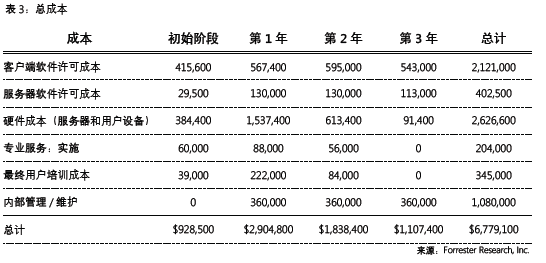 表 3：总成本
成本 初始阶段 第 1 年 第 2 年 第 3 年 总计
客户端软件许可成本 415,600 567,400 595,000 543,000 2,121,000
服务器软件许可成本 29,500 130,000 130,000 113,000 402,500
硬件成本（服务器和用户设备） 384,400 1,537,400 613,400 91,400 2,626,600
专业服务：实施 60,000 88,000 56,000 0 204,000
最终用户培训成本 39,000 222,000 84,000 0 345,000
内部管理 / 维护 0 360,000 360,000 360,000 1,080,000
总计 $928,500 $2,904,800 $1,838,400 $1,107,400 $6,779,100
来源：Forrester Research, Inc.